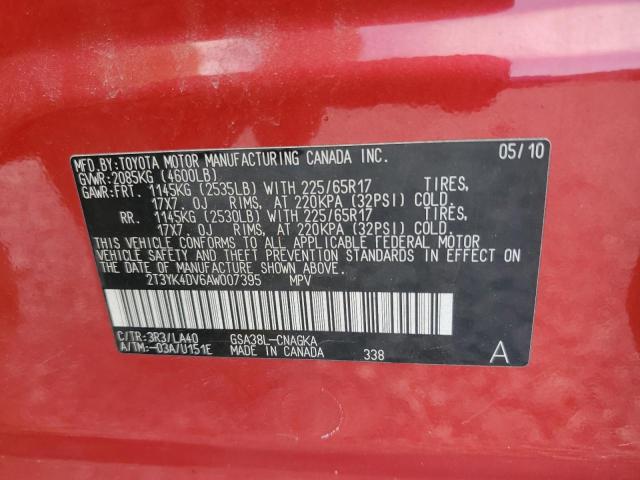 MFD.BY:TOYOTA MOTOR MANUFACTURING CANADA INC. 05/10
GVWR:2085KG (4600LB)
GAWR:FRT. 1145KG (2535LB) WITH 225/65R17 TIRES,
17X7. 0J RIMS, AT 220KPA (32PSI) COLD.
RR. 1145KG (2530LB) WITH 225/65R17 TIRES,
17X7. 0J RIMS, AT 220KPA (32PSI) COLD.
THIS VEHICLE CONFORMS TO ALL APPLICABLE FEDERAL MOTOR
VEHICLE SAFETY AND THEFT PREVENTION STANDARDS IN EFFECT
ON THE DATE OF MANUFACTURE SHOWN ABOVE.
2T3YK4DV6AW007395 MPV
C/TR:3R3/LA40 GSA38L-CNAGKA
A/TM:-03A/U151E MADE IN CANADA 338 A